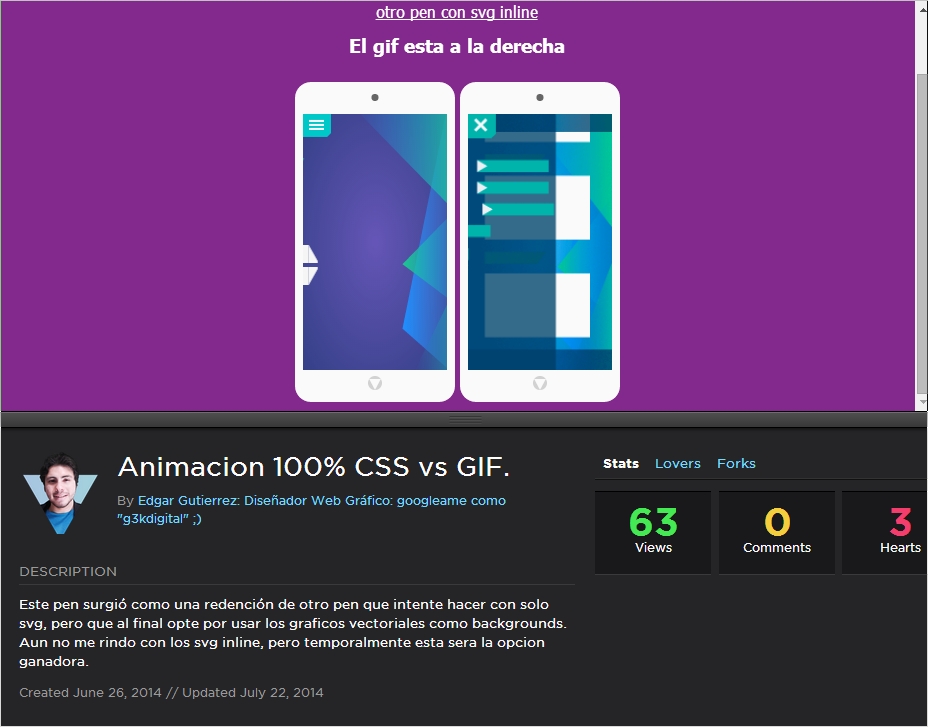 otro pen con svg inline
El gif esta a la derecha
Animacion 100% CSS vs GIF.
By Edgar Gutierrez: Diseñador Web Gráfico: googleame como
"g3kdigital" ;)
Stats Lovers Forks
63 0 3
Views Comments Hearts
DESCRIPTION
Este pen surgió como una redención de otro pen que intente hacer con solo
svg, pero que al final opte por usar los graficos vectoriales como backgrounds.
Aun no me rindo con los svg inline, pero temporalmente esta sera la opcion
ganadora.
Created June 26, 2014 // Updated July 22, 2014